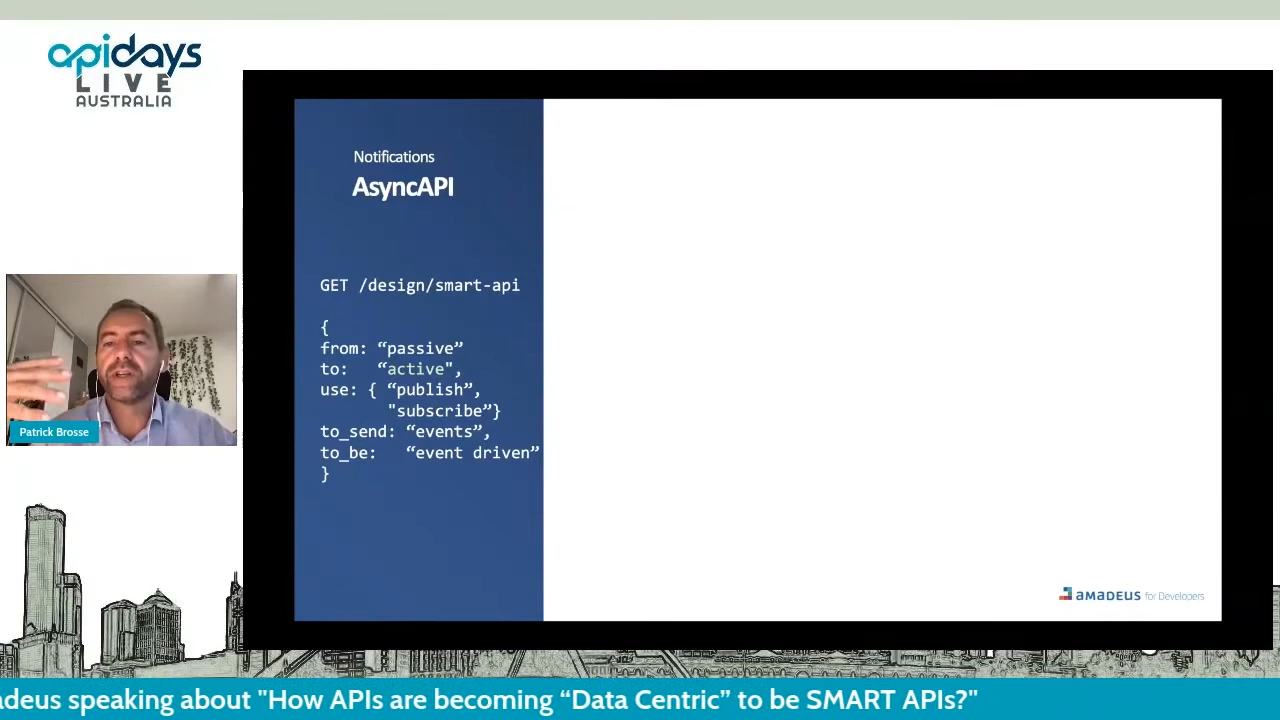 apidays
LIVE
AUSTRALIA
Notifications
AsyncAPI
GET /design/smart-api
{
from: “passive”
to: “active",
use: { “publish”,
"subscribe”}
to_send: “events”,
to_be: “event driven”
}
Patrick Brosse
amadeus for Developers
adeus speaking about "How APIs are becoming “Data Centric” to be SMART APIs?"